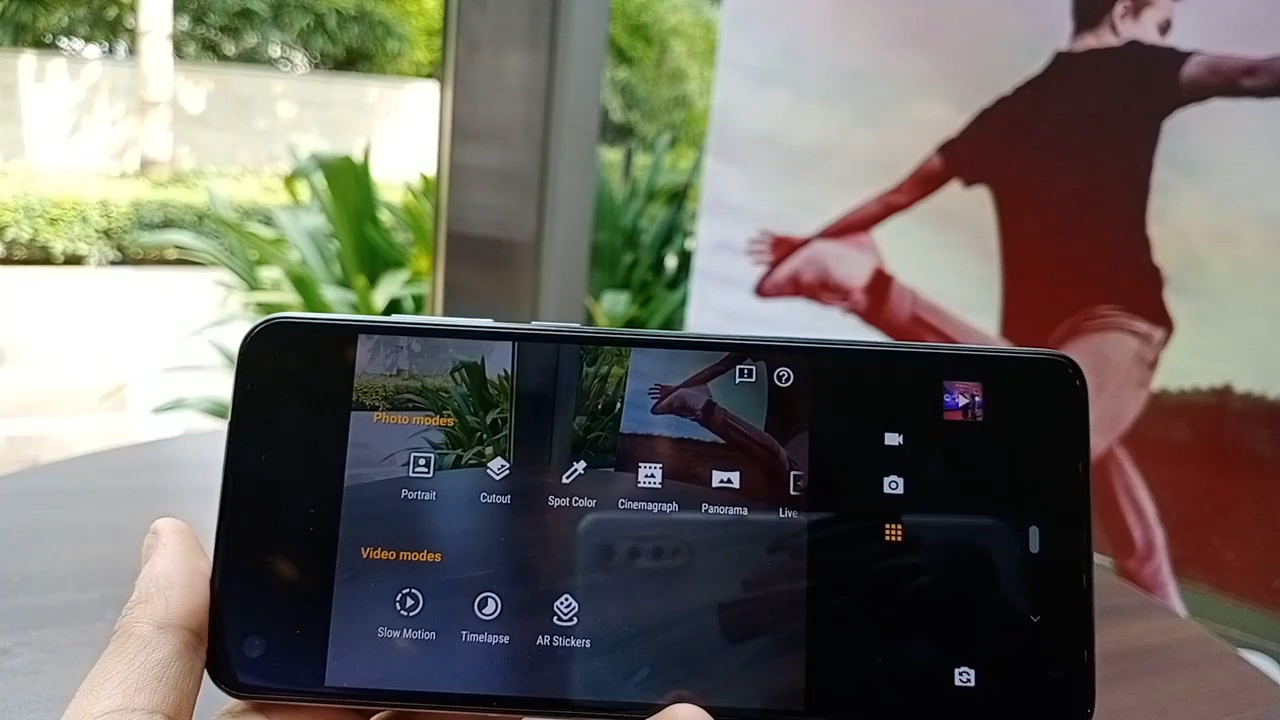 Photo modes
Portrait
Cutout
Spot Color
Cinemagraph
Panorama
Live
Video modes
Slow Motion
Timelapse
AR Stickers